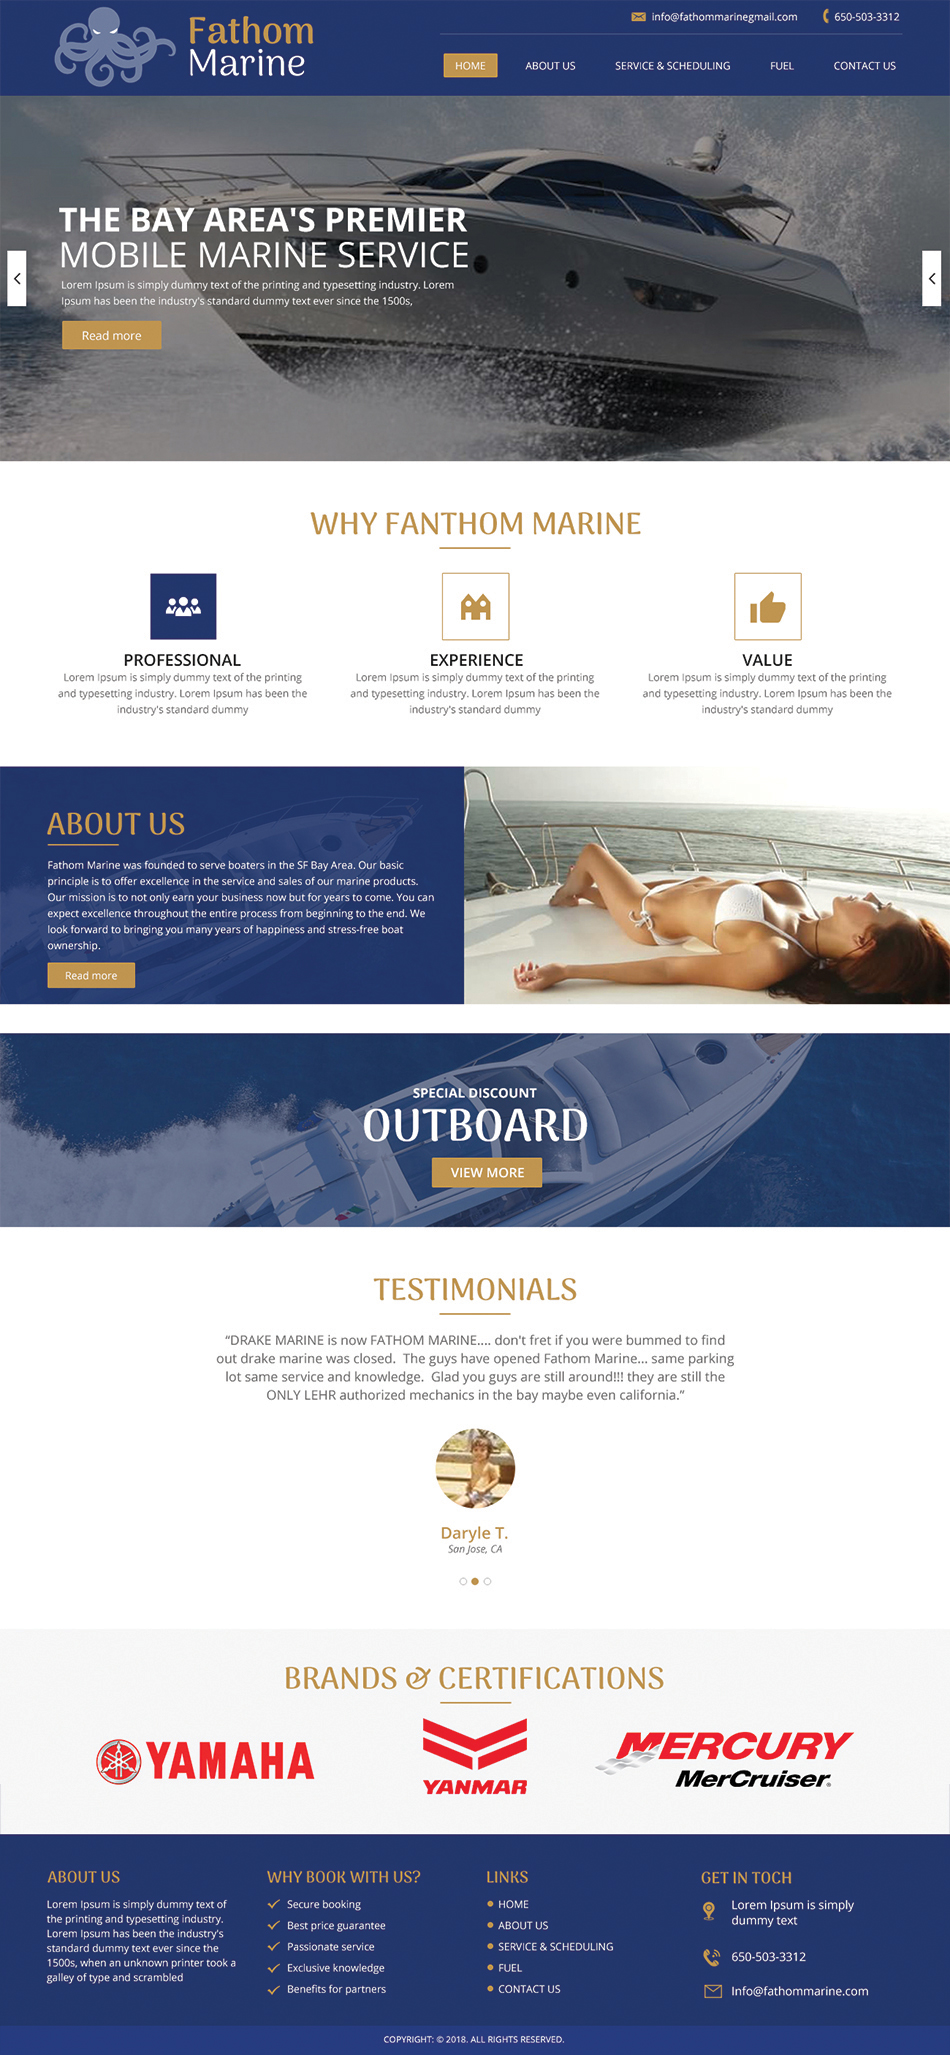 Fathom
Marine
info@fathommarinegmail.com
650-503-3312
HOME
ABOUT US
SERVICE & SCHEDULING
FUEL
CONTACT US
THE BAY AREA'S PREMIER
MOBILE MARINE SERVICE
Lorem Ipsum is simply dummy text of the printing and typesetting industry. Lorem
Ipsum has been the industry's standard dummy text ever since the 1500s,
Read more
WHY FANTHOM MARINE
PROFESSIONAL
Lorem Ipsum is simply dummy text of the printing
and typesetting industry. Lorem Ipsum has been the
industry's standard dummy
EXPERIENCE
Lorem Ipsum is simply dummy text of the printing
and typesetting industry. Lorem Ipsum has been the
industry's standard dummy
VALUE
Lorem Ipsum is simply dummy text of the printing
and typesetting industry. Lorem Ipsum has been the
industry's standard dummy
ABOUT US
Fathom Marine was founded to serve boaters in the SF Bay Area. Our basic
principle is to offer excellence in the service and sales of our marine products.
Our mission is to not only earn your business now but for years to come. You can
expect excellence throughout the entire process from beginning to the end. We
look forward to bringing you many years of happiness and stress-free boat
ownership.
Read more
SPECIAL DISCOUNT
OUTBOARD
VIEW MORE
TESTIMONIALS
“DRAKE MARINE is now FATHOM MARINE.... don't fret if you were bummed to find
out drake marine was closed. The guys have opened Fathom Marine... same parking
lot same service and knowledge. Glad you guys are still around!!! they are still the
ONLY LEHR authorized mechanics in the bay maybe even california.”
Daryle T.
San Jose, CA
BRANDS & CERTIFICATIONS
YAMAHA
YANMAR
MERCURY
MerCruiser®
ABOUT US
Lorem Ipsum is simply dummy text of
the printing and typesetting industry.
Lorem Ipsum has been the industry's
standard dummy text ever since the
1500s, when an unknown printer took a
galley of type and scrambled
WHY BOOK WITH US?
Secure booking
Best price guarantee
Passionate service
Exclusive knowledge
Benefits for partners
LINKS
HOME
ABOUT US
SERVICE & SCHEDULING
FUEL
CONTACT US
GET IN TOCH
Lorem Ipsum is simply
dummy text
650-503-3312
Info@fathommarine.com
COPYRIGHT: © 2018. ALL RIGHTS RESERVED.